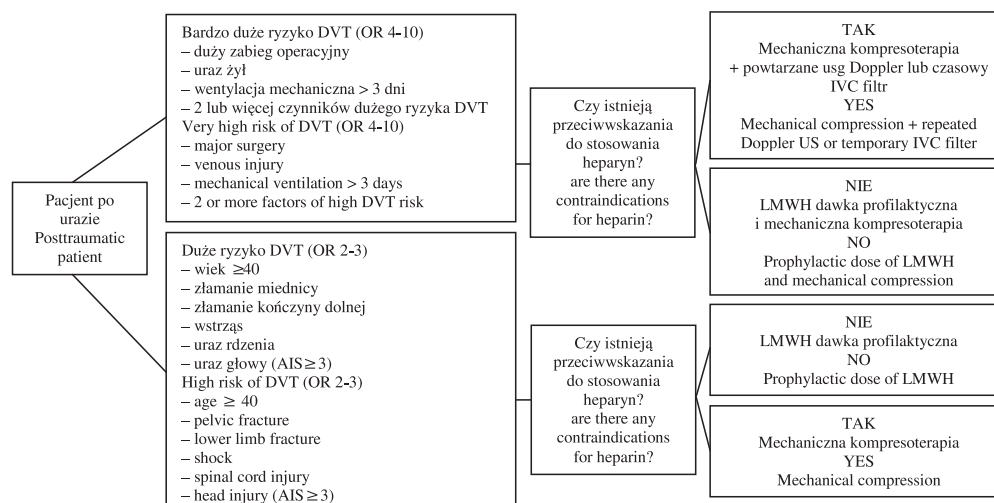 Pacjent po
urazie
Posttraumatic
patient
Bardzo duże ryzyko DVT (OR 4-10)
– duży zabieg operacyjny
– uraz żył
– wentylacja mechaniczna > 3 dni
– 2 lub więcej czynników dużego ryzyka DVT
Very high risk of DVT (OR 4-10)
– major surgery
– venous injury
– mechanical ventilation > 3 days
– 2 or more factors of high DVT risk
Czy istnieją
przeciwwskazania
do stosowania
heparyn?
are there any
contraindications
for heparin?
TAK
Mechaniczna kompresoterapia
+ powtarzane usg Doppler lub czasowy
IVC filtr
YES
Mechanical compression + repeated
Doppler US or temporary IVC filter
NIE
LMWH dawka profilaktyczna
i mechaniczna kompresoterapia
NO
Prophylactic dose of LMWH
and mechanical compression
Duże ryzyko DVT (OR 2-3)
– wiek ≥40
– złamanie miednicy
– złamanie kończyny dolnej
– wstrząs
– uraz rdzenia
– uraz głowy (AIS≥3)
High risk of DVT (OR 2-3)
– age ≥ 40
– pelvic fracture
– lower limb fracture
– shock
– spinal cord injury
– head injury (AIS≥3)
Czy istnieją
przeciwwskazania
do stosowania
heparyn?
are there any
contraindications
for heparin?
NIE
LMWH dawka profilaktyczna
NO
Prophylactic dose of LMWH
TAK
Mechaniczna kompresoterapia
YES
Mechanical compression